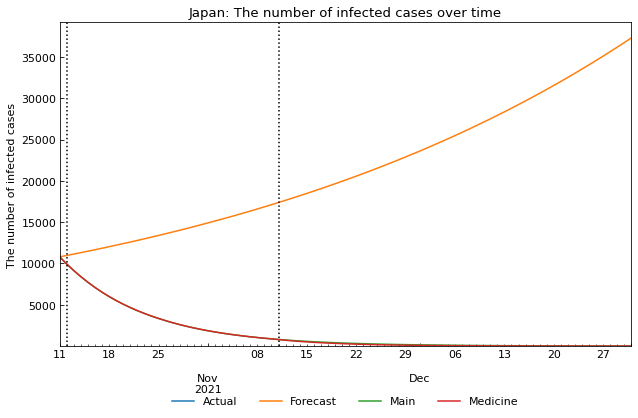 Japan: The number of infected cases over time
The number of infected cases
35000
30000
25000
20000
15000
10000
5000
11 18 25 08 15 22 29 06 13 20 27
Nov Dec
2021
Actual Forecast Main Medicine